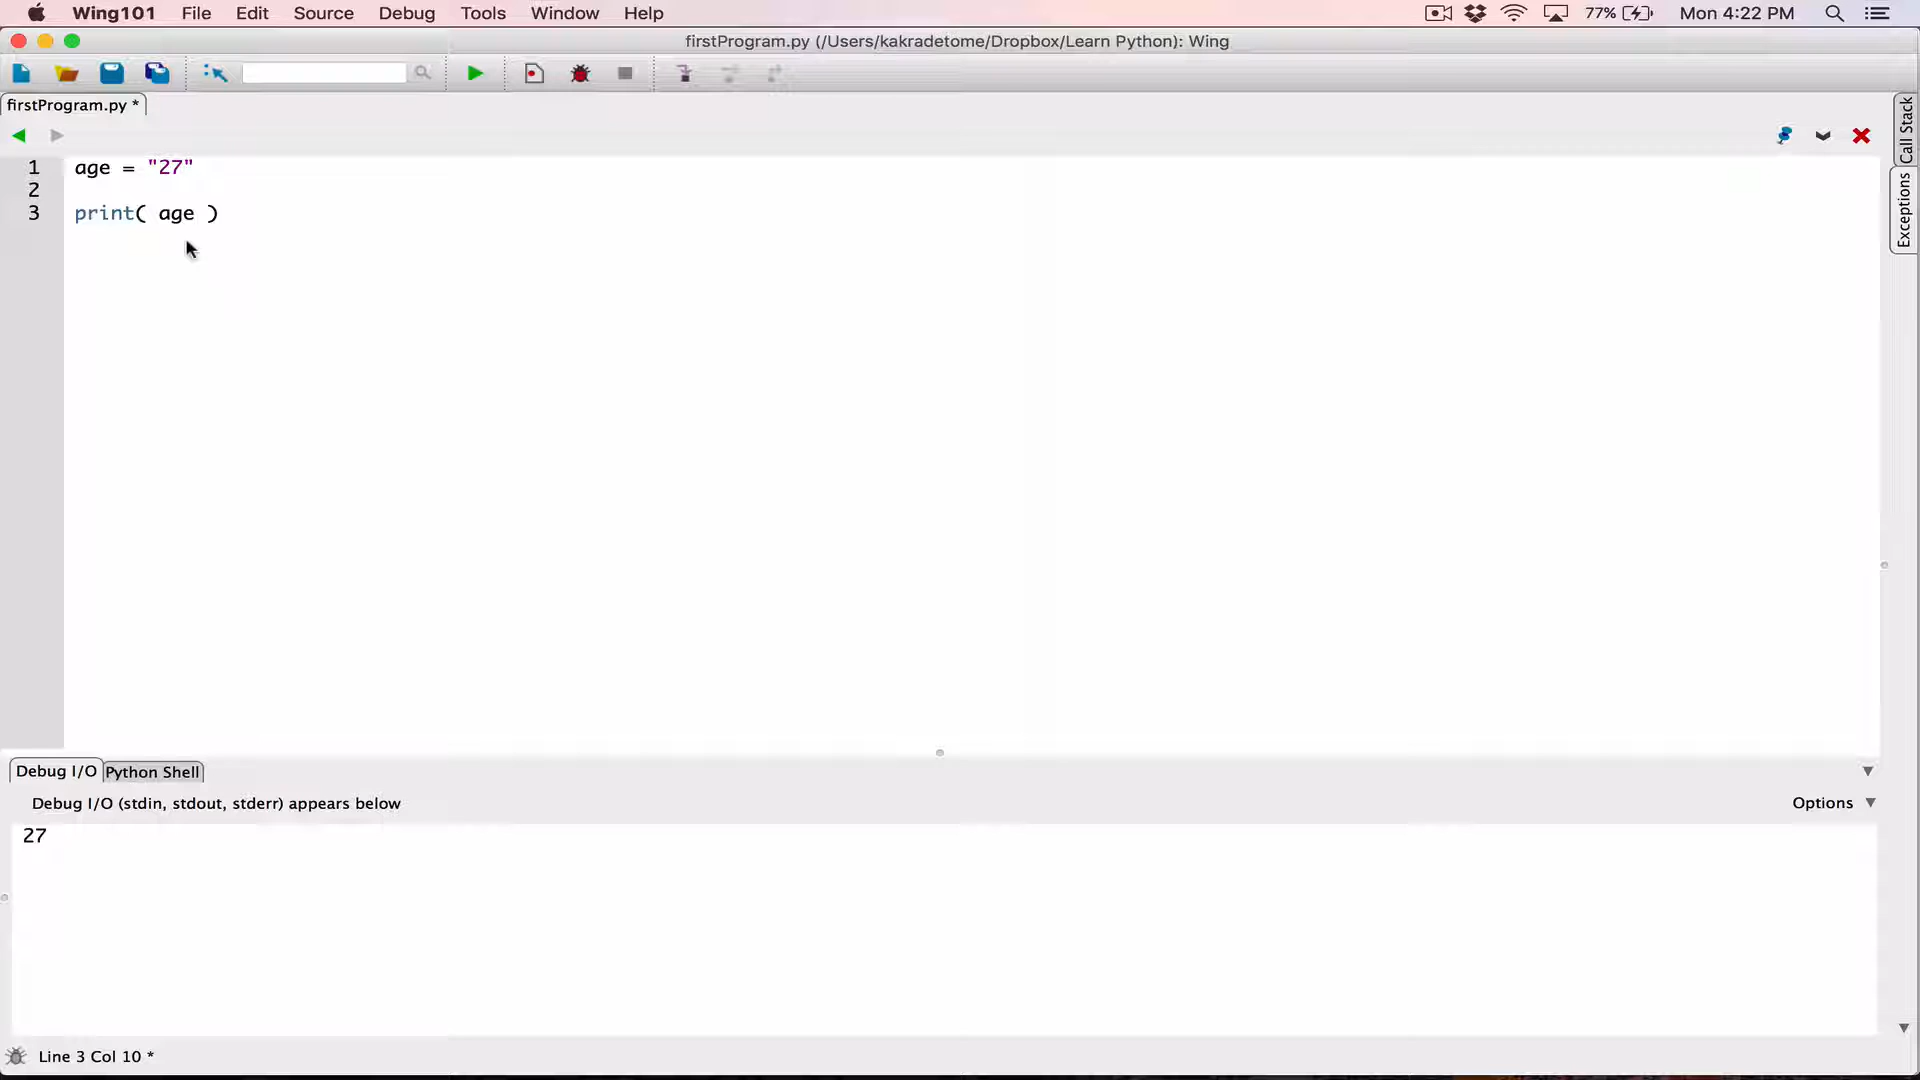 Wing101 File Edit Source Debug Tools Window Help 77% Mon 4:22 PM
firstProgram.py (/Users/kakradetome/Dropbox/Learn Python): Wing
firstProgram.py *
Call Stack
Exceptions
1 age = "27"
2
3 print( age )
Debug I/O Python Shell
Debug I/O (stdin, stdout, stderr) appears below Options
27
Line 3 Col 10 *